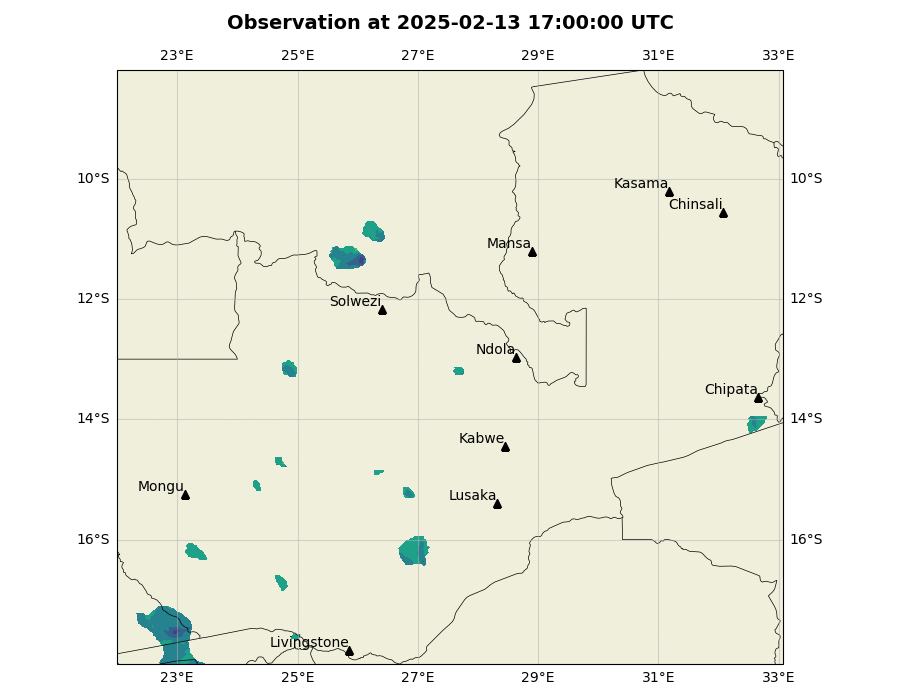 Observation at 2025-02-13 17:00:00 UTC
23°E 25°E 27°E 29°E 31°E 33°E
10°S 10°S
Kasama
Chinsali
Mansa
12°S 12°S
Solwezi
Ndola
Chipata
14°S 14°S
Kabwe
Mongu
Lusaka
16°S 16°S
Livingstone
23°E 25°E 27°E 29°E 31°E 33°E